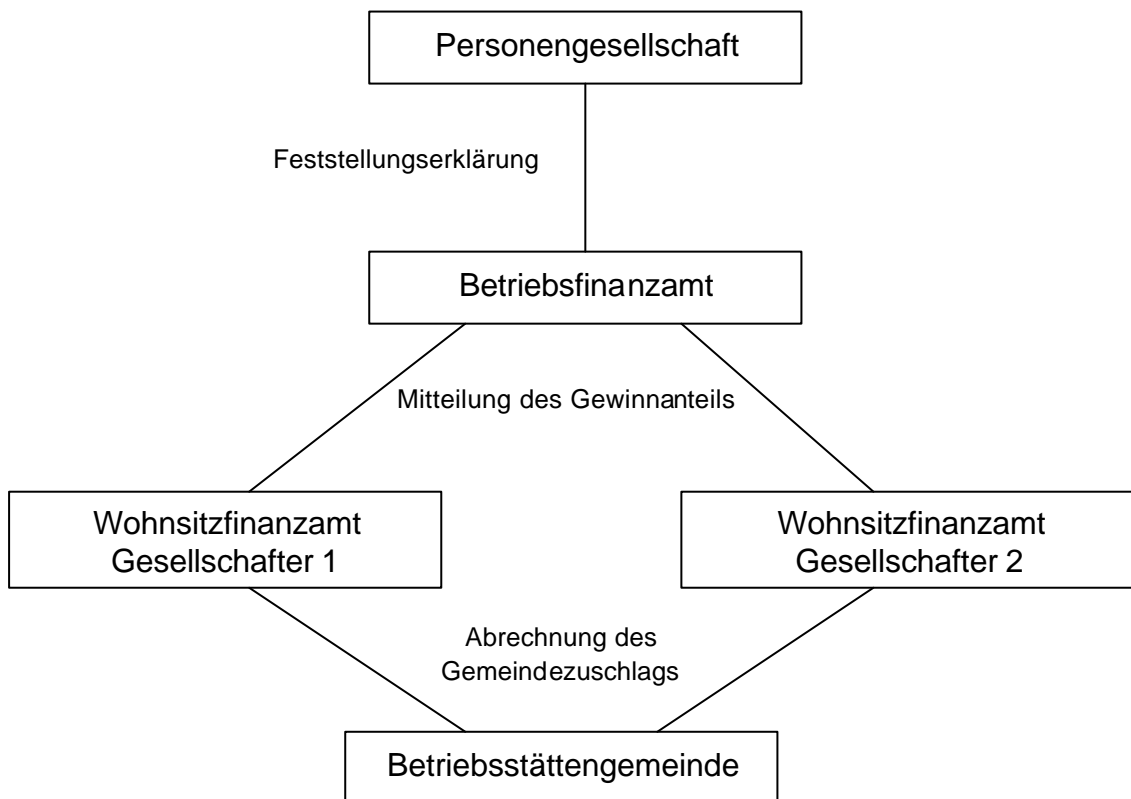 Personengesellschaft
Feststellungserklärung
Betriebsfinanzamt
Mitteilung des Gewinnanteils
Wohnsitzfinanzamt
Gesellschafter 1
Wohnsitzfinanzamt
Gesellschafter 2
Abrechnung des
Gemeindezuschlags
Betriebsstättengemeinde